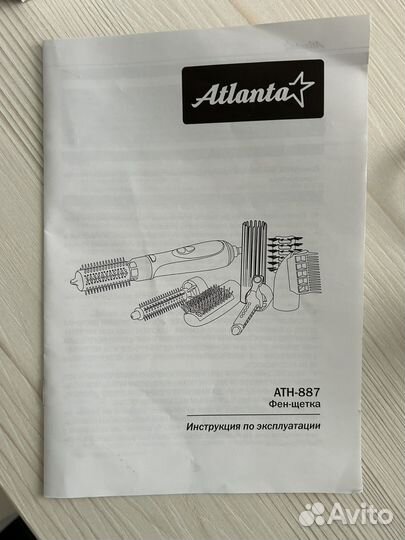 Atlanta
ATH-887
Фен-щетка
Инструкция по эксплуатации
Avito